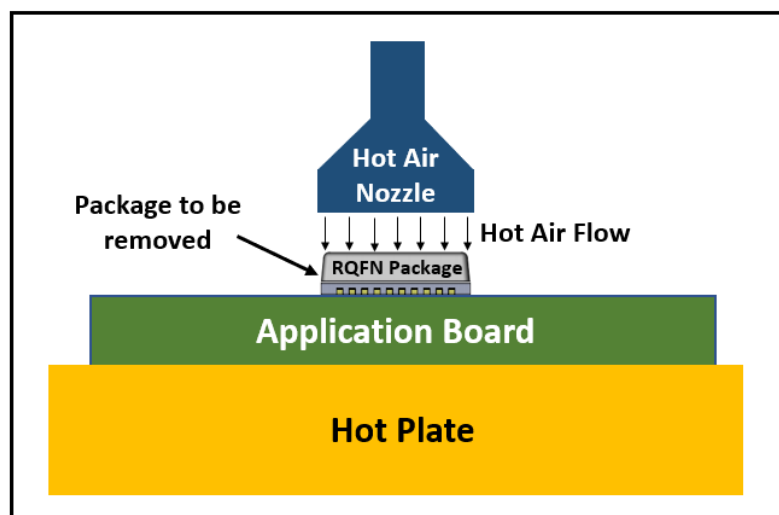 Hot Air
Nozzle
Package to be
removed
Hot Air Flow
RQFN Package
Application Board
Hot Plate